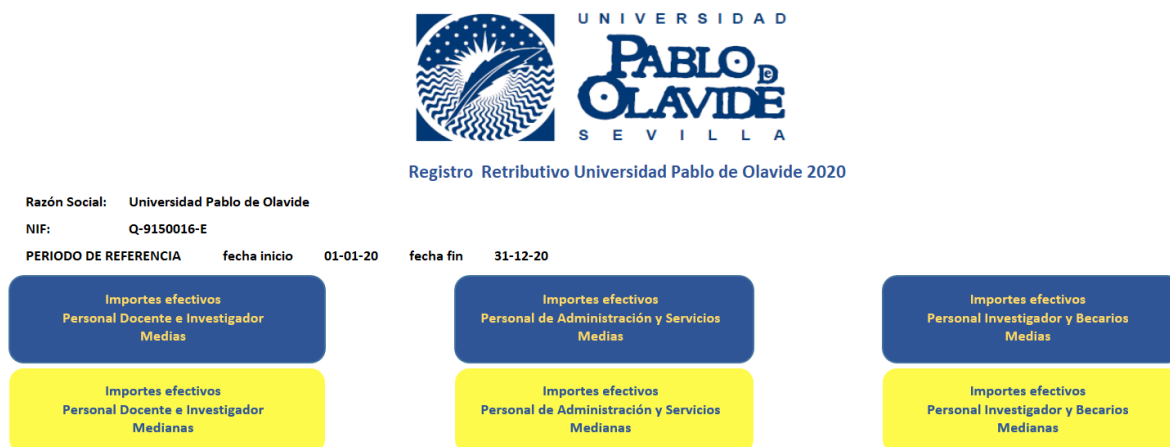 UNIVERSIDAD
PABLO DE
OLAVIDE
SEVILLA
Registro Retributivo Universidad Pablo de Olavide 2020
Razón Social: Universidad Pablo de Olavide
NIF: Q-9150016-E
PERIODO DE REFERENCIA fecha inicio 01-01-20 fecha fin 31-12-20
Importes efectivos
Personal Docente e Investigador
Medias
Importes efectivos
Personal de Administración y Servicios
Medias
Importes efectivos
Personal Investigador y Becarios
Medias
Importes efectivos
Personal Docente e Investigador
Medianas
Importes efectivos
Personal de Administración y Servicios
Medianas
Importes efectivos
Personal Investigador y Becarios
Medianas